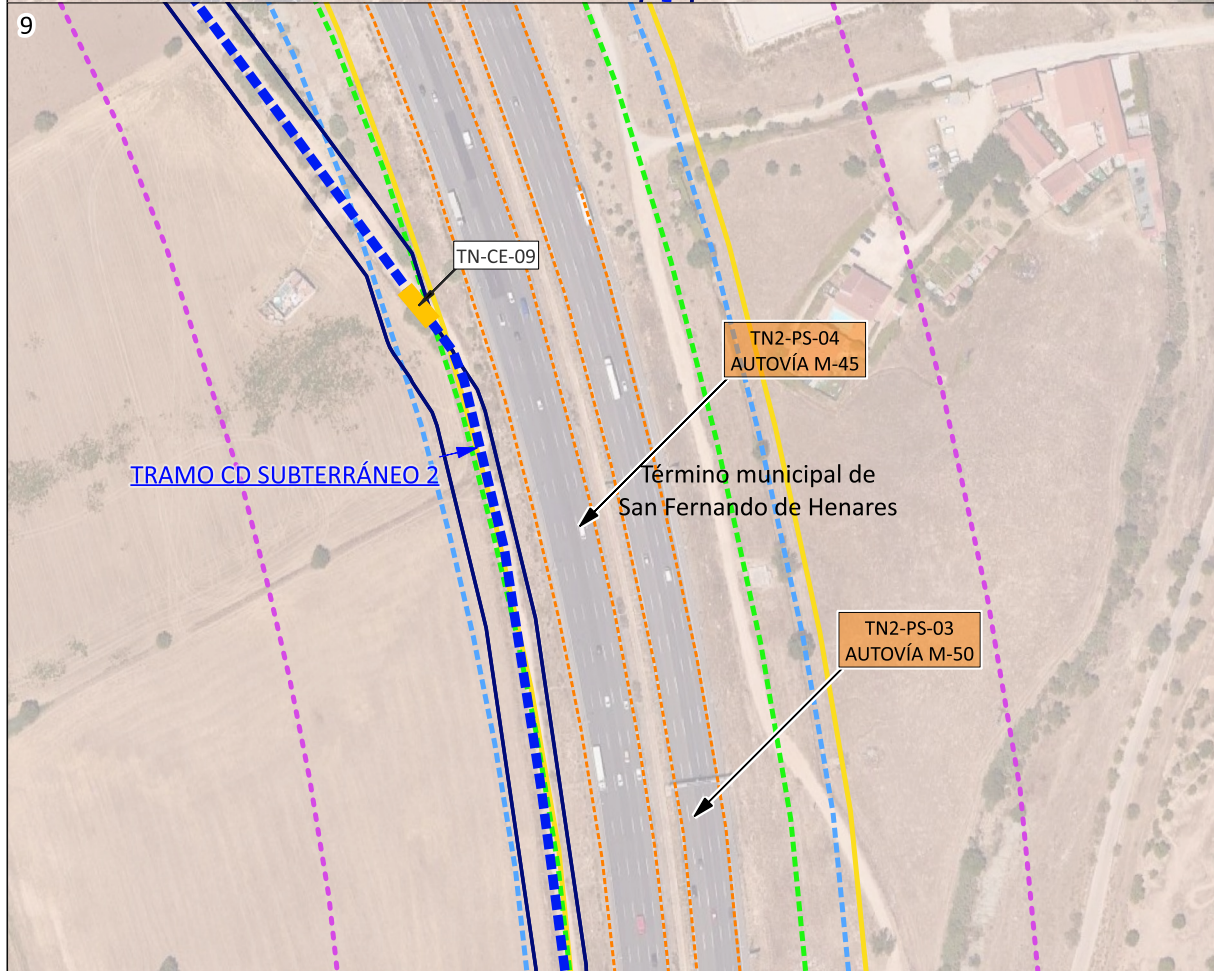 9
TN-CE-09
TN2-PS-04
AUTOVÍA M-45
TRAMO CD SUBTERRÁNEO 2
Término municipal de
San Fernando de Henares
TN2-PS-03
AUTOVÍA M-50